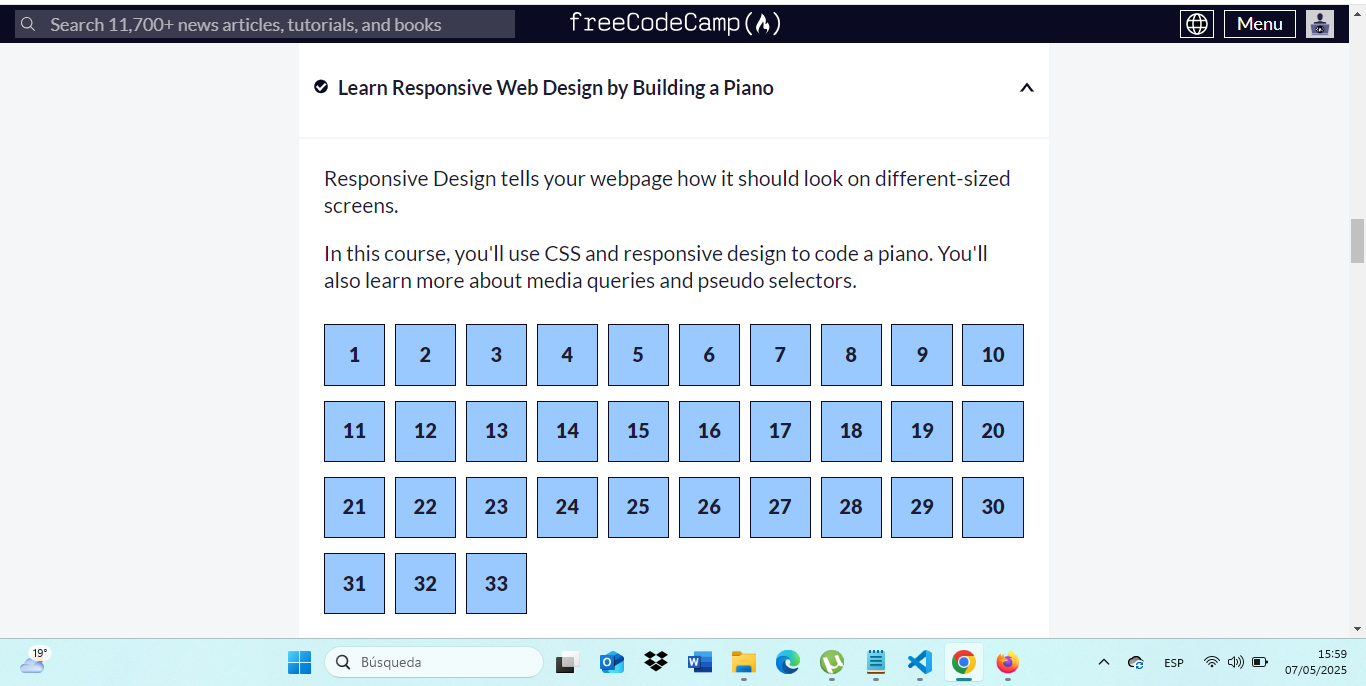 Search 11,700+ news articles, tutorials, and books
freeCodeCamp
Menu
Learn Responsive Web Design by Building a Piano
Responsive Design tells your webpage how it should look on different-sized
screens.
In this course, you'll use CSS and responsive design to code a piano. You'll
also learn more about media queries and pseudo selectors.
1 2 3 4 5 6 7 8 9 10
11 12 13 14 15 16 17 18 19 20
21 22 23 24 25 26 27 28 29 30
31 32 33
19°
Búsqueda
ESP
15:59
07/05/2025